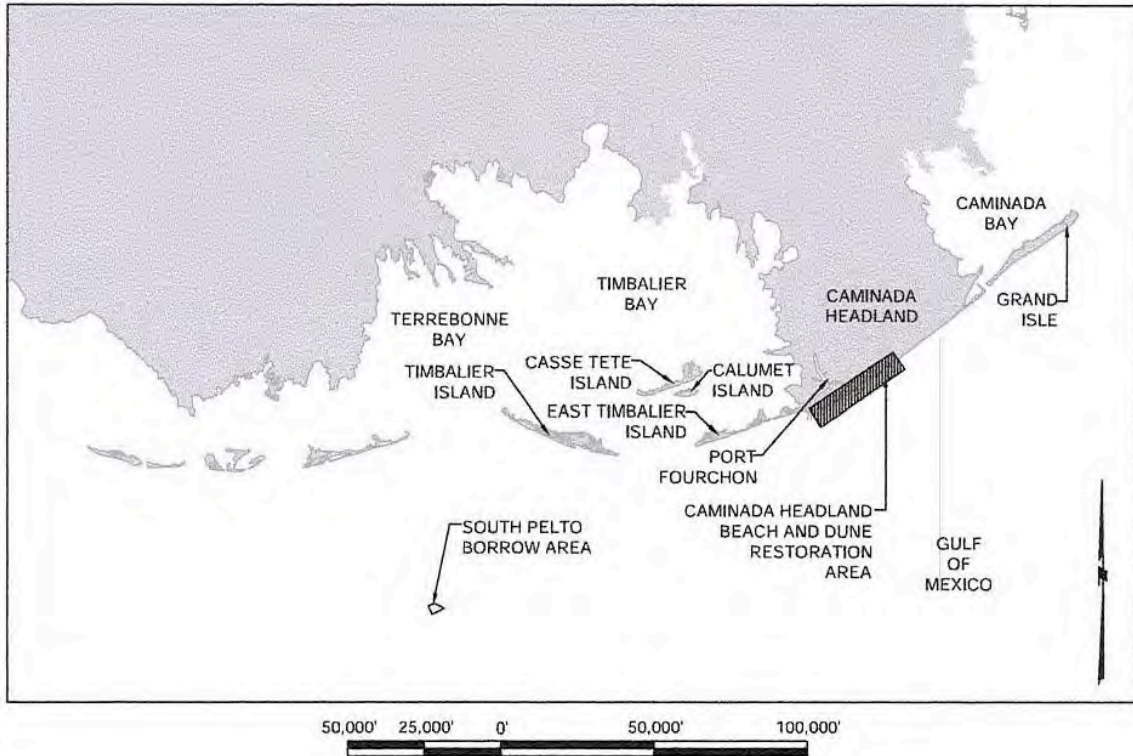 CAMINADA
BAY
TIMBALIER
BAY
CAMINADA
HEADLAND
GRAND
ISLE
TERREBONNE
BAY
TIMBALIER
ISLAND
CASSE TETE
ISLAND
CALUMET
ISLAND
EAST TIMBALIER
ISLAND
PORT
FOURCHON
CAMINADA HEADLAND
BEACH AND DUNE
RESTORATION
AREA
SOUTH PELTO
BORROW AREA
GULF
OF
MEXICO
50,000' 25,000' 0' 50,000' 100,000'